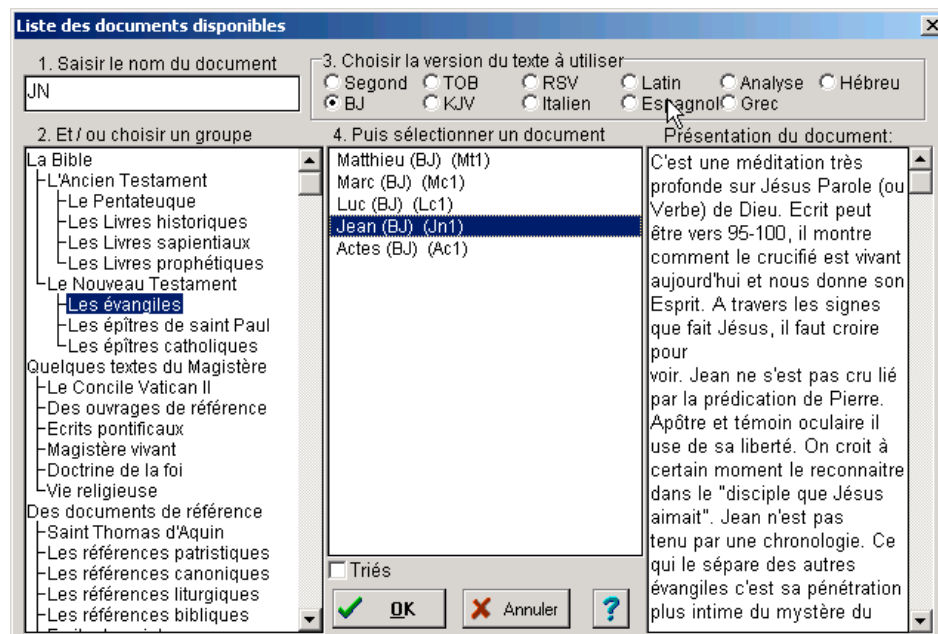 Liste des documents disponibles
1. Saisir le nom du document
JN
3. Choisir la version du texte à utiliser
Segond TOB RSV Latin Analyse Hébreu
BJ KJV Italien Espagnol Grec
2. Et / ou choisir un groupe
La Bible
L'Ancien Testament
Le Pentateuque
Les Livres historiques
Les Livres sapientiaux
Les Livres prophétiques
Le Nouveau Testament
Les évangiles
Les épîtres de saint Paul
Les épîtres catholiques
Quelques textes du Magistère
Le Concile Vatican II
Des ouvrages de référence
Ecrits pontificaux
Magistère vivant
Doctrine de la foi
Vie religieuse
Des documents de référence
Saint Thomas d'Aquin
Les références patristiques
Les références canoniques
Les références liturgiques
Les références bibliques
4. Puis sélectionner un document
Matthieu (BJ) (Mt1)
Marc (BJ) (Mc1)
Luc (BJ) (Lc1)
Jean (BJ) (Jn1)
Actes (BJ) (Ac1)
Triés
OK Annuler ?
Présentation du document:
C'est une méditation très
profonde sur Jésus Parole (ou
Verbe) de Dieu. Ecrit peut
être vers 95-100, il montre
comment le crucifié est vivant
aujourd'hui et nous donne son
Esprit. A travers les signes
que fait Jésus, il faut croire
pour
voir. Jean ne s'est pas cru lié
par la prédication de Pierre.
Apôtre et témoin oculaire il
use de sa liberté. On croit à
certain moment le reconnaitre
dans le "disciple que Jésus
aimait". Jean n'est pas
tenu par une chronologie. Ce
qui le sépare des autres
évangiles c'est sa pénétration
plus intime du mystère du